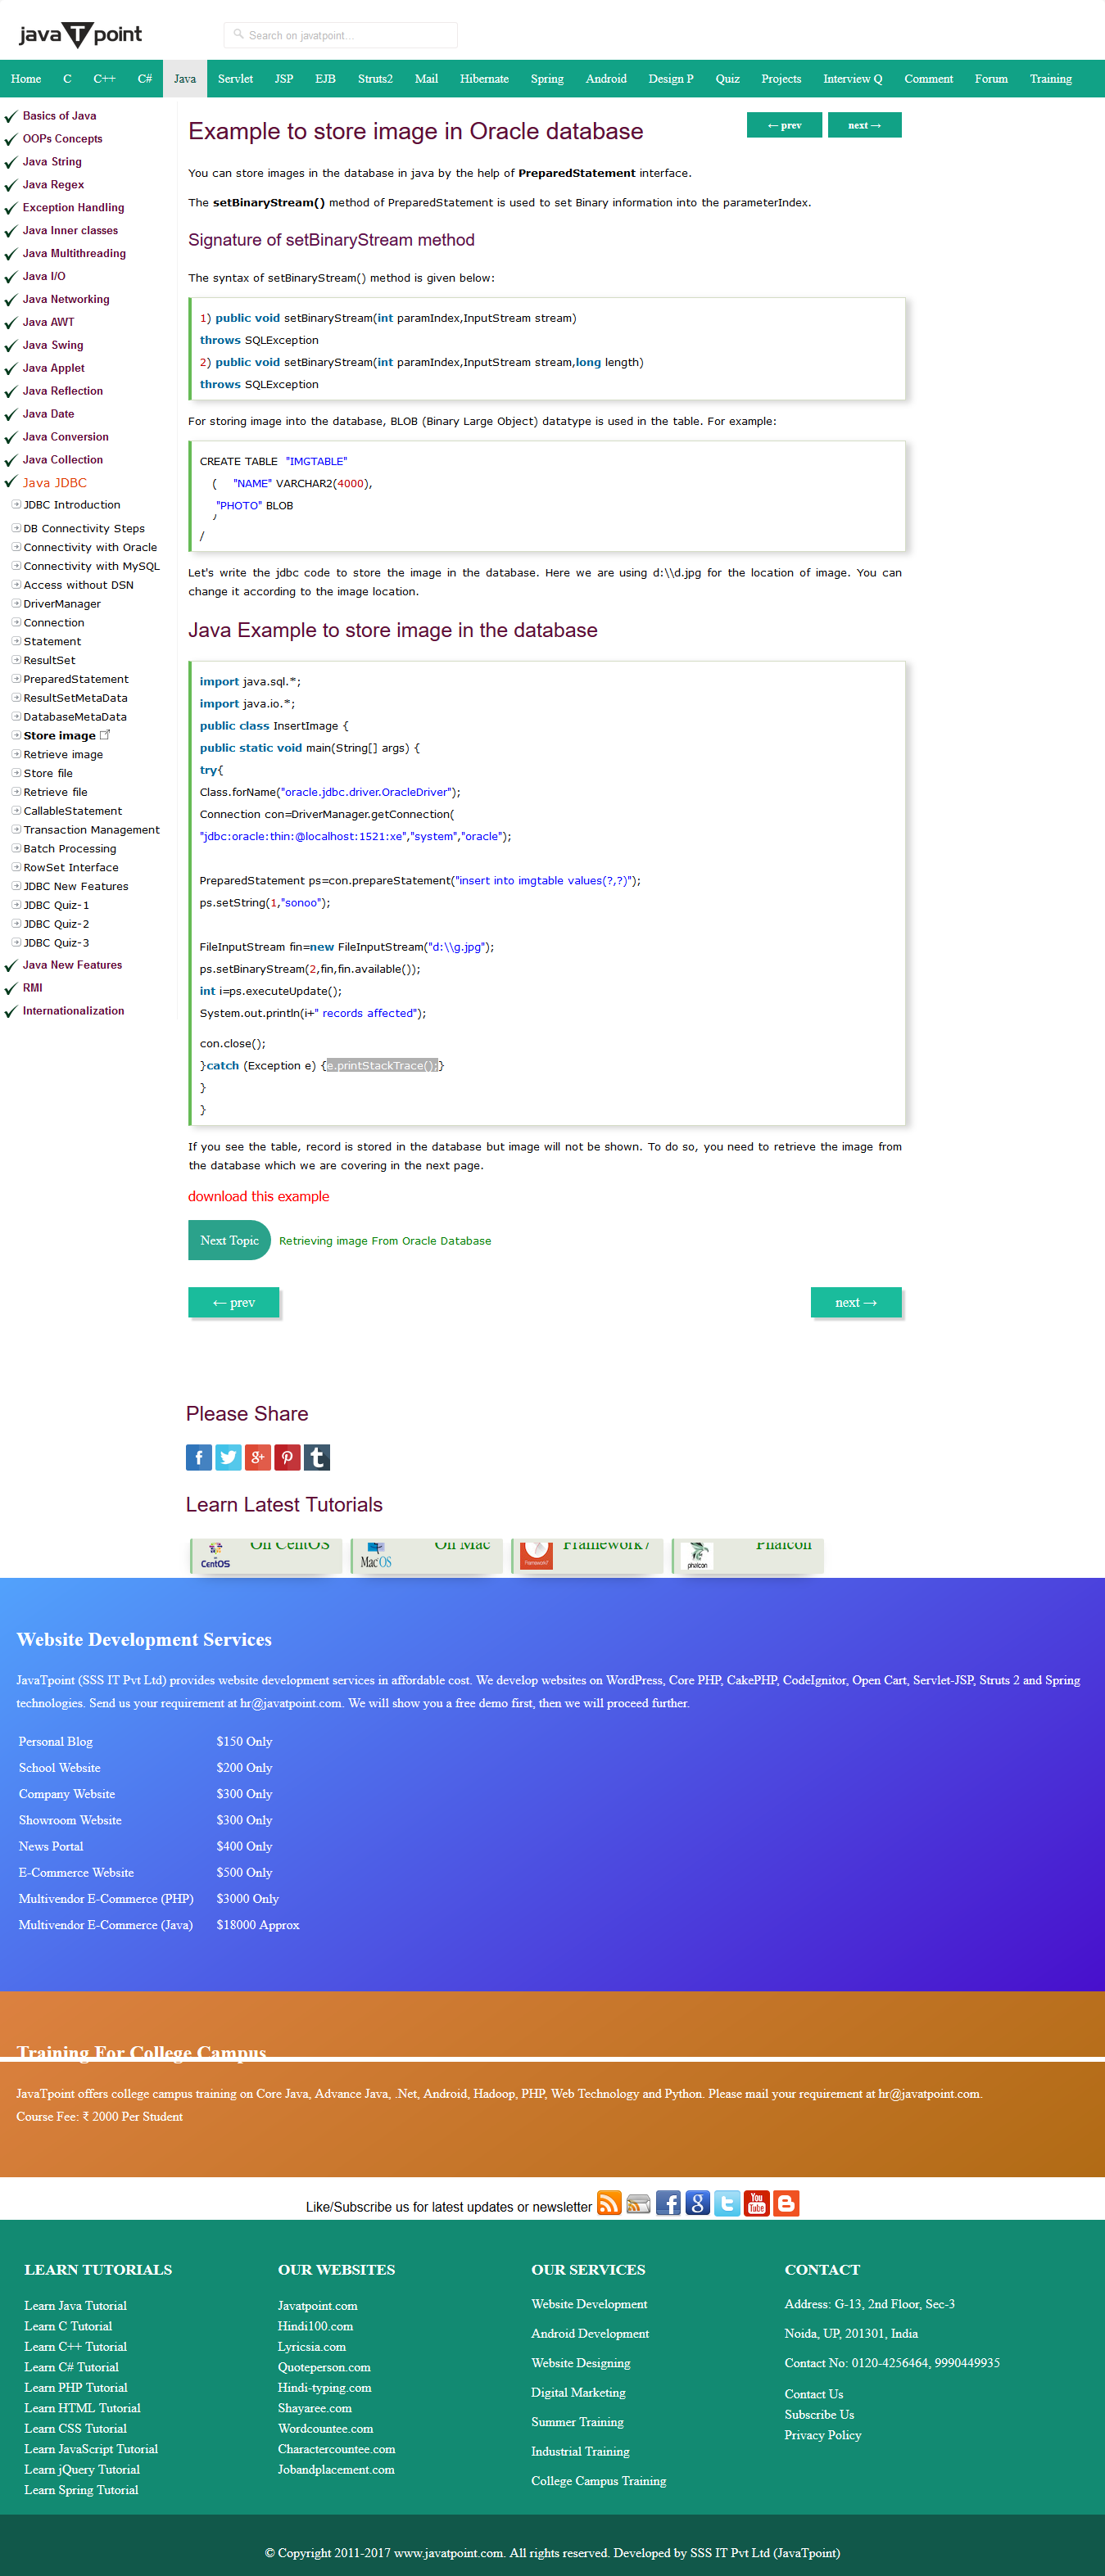 javaTpoint
Search on javatpoint...
Home C C++ C# Java Servlet JSP EJB Struts2 Mail Hibernate Spring Android Design P Quiz Projects Interview Q Comment Forum Training
Basics of Java
OOPs Concepts
Java String
Java Regex
Exception Handling
Java Inner classes
Java Multithreading
Java I/O
Java Networking
Java AWT
Java Swing
Java Applet
Java Reflection
Java Date
Java Conversion
Java Collection
Java JDBC
JDBC Introduction
DB Connectivity Steps
Connectivity with Oracle
Connectivity with MySQL
Access without DSN
DriverManager
Connection
Statement
ResultSet
PreparedStatement
ResultSetMetaData
DatabaseMetaData
Store image
Retrieve image
Store file
Retrieve file
CallableStatement
Transaction Management
Batch Processing
RowSet Interface
JDBC New Features
JDBC Quiz-1
JDBC Quiz-2
JDBC Quiz-3
Java New Features
RMI
Internationalization
Example to store image in Oracle database
← prev next →
You can store images in the database in java by the help of PreparedStatement interface.
The setBinaryStream() method of PreparedStatement is used to set Binary information into the parameterIndex.
Signature of setBinaryStream method
The syntax of setBinaryStream() method is given below:
1) public void setBinaryStream(int paramIndex,InputStream stream)
throws SQLException
2) public void setBinaryStream(int paramIndex,InputStream stream,long length)
throws SQLException
For storing image into the database, BLOB (Binary Large Object) datatype is used in the table. For example:
CREATE TABLE "IMGTABLE"
( "NAME" VARCHAR2(4000),
"PHOTO" BLOB
)
/
Let's write the jdbc code to store the image in the database. Here we are using d:\\d.jpg for the location of image. You can
change it according to the image location.
Java Example to store image in the database
import java.sql.*;
import java.io.*;
public class InsertImage {
public static void main(String[] args) {
try{
Class.forName("oracle.jdbc.driver.OracleDriver");
Connection con=DriverManager.getConnection(
"jdbc:oracle:thin:@localhost:1521:xe","system","oracle");
PreparedStatement ps=con.prepareStatement("insert into imgtable values(?,?)");
ps.setString(1,"sonoo");
FileInputStream fin=new FileInputStream("d:\\g.jpg");
ps.setBinaryStream(2,fin,fin.available());
int i=ps.executeUpdate();
System.out.println(i+" records affected");
con.close();
}catch (Exception e) {e.printStackTrace();}
}
}
If you see the table, record is stored in the database but image will not be shown. To do so, you need to retrieve the image from
the database which we are covering in the next page.
download this example
Next Topic Retrieving image From Oracle Database
← prev next →
Please Share
Learn Latest Tutorials
CentOS On CentOS
Mac OS On Mac
Framework7 Framework7
phalcon Phalcon
Website Development Services
JavaTpoint (SSS IT Pvt Ltd) provides website development services in affordable cost. We develop websites on WordPress, Core PHP, CakePHP, CodeIgnitor, Open Cart, Servlet-JSP, Struts 2 and Spring
technologies. Send us your requirement at hr@javatpoint.com. We will show you a free demo first, then we will proceed further.
Personal Blog $150 Only
School Website $200 Only
Company Website $300 Only
Showroom Website $300 Only
News Portal $400 Only
E-Commerce Website $500 Only
Multivendor E-Commerce (PHP) $3000 Only
Multivendor E-Commerce (Java) $18000 Approx
Training For College Campus
JavaTpoint offers college campus training on Core Java, Advance Java, .Net, Android, Hadoop, PHP, Web Technology and Python. Please mail your requirement at hr@javatpoint.com.
Course Fee: ₹ 2000 Per Student
Like/Subscribe us for latest updates or newsletter You Tube
LEARN TUTORIALS
Learn Java Tutorial
Learn C Tutorial
Learn C++ Tutorial
Learn C# Tutorial
Learn PHP Tutorial
Learn HTML Tutorial
Learn CSS Tutorial
Learn JavaScript Tutorial
Learn jQuery Tutorial
Learn Spring Tutorial
OUR WEBSITES
Javatpoint.com
Hindi100.com
Lyricsia.com
Quoteperson.com
Hindi-typing.com
Shayaree.com
Wordcountee.com
Charactercountee.com
Jobandplacement.com
OUR SERVICES
Website Development
Android Development
Website Designing
Digital Marketing
Summer Training
Industrial Training
College Campus Training
CONTACT
Address: G-13, 2nd Floor, Sec-3
Noida, UP, 201301, India
Contact No: 0120-4256464, 9990449935
Contact Us
Subscribe Us
Privacy Policy
© Copyright 2011-2017 www.javatpoint.com. All rights reserved. Developed by SSS IT Pvt Ltd (JavaTpoint)